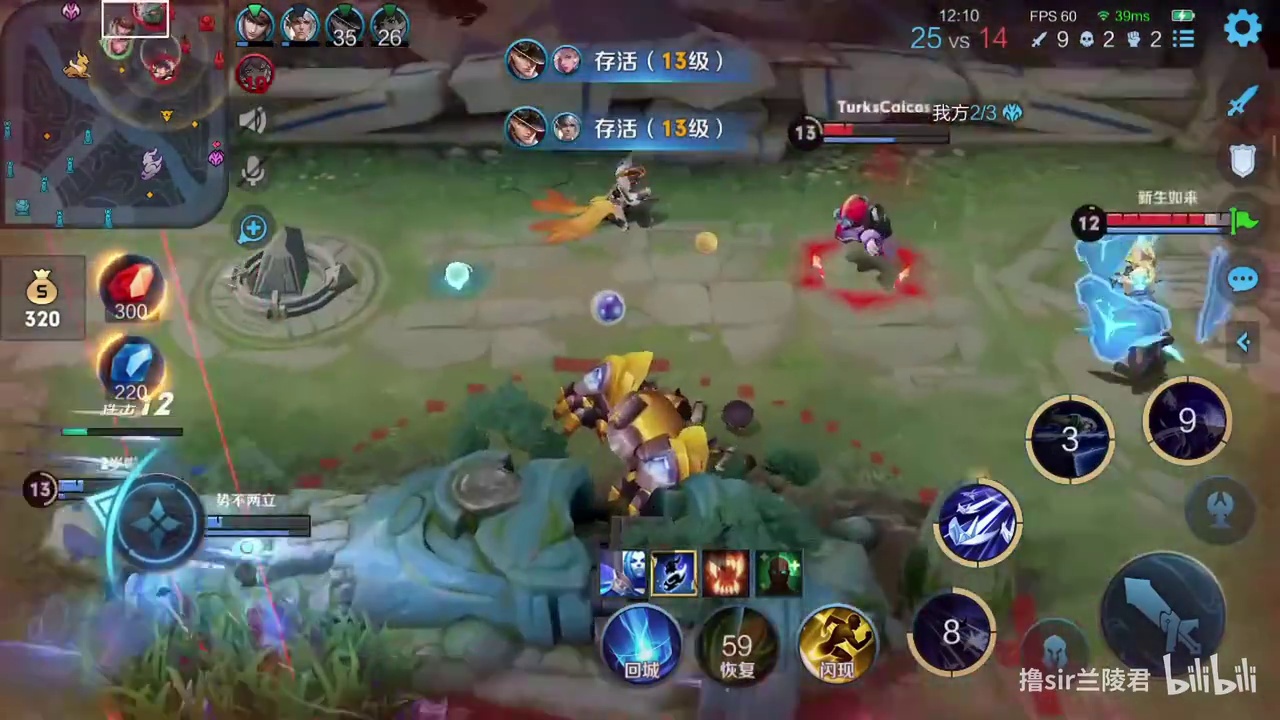 12:10
FPS 60
39ms
25 vs 14
9
2
2
35
26
存活（13级）
存活（13级）
TurksCaicos
我方2/3
13
新生如来
12
320
300
220
连击 12
13
势不两立
3
9
8
回城
59
恢复
闪现
撸sir兰陵君
bilibili